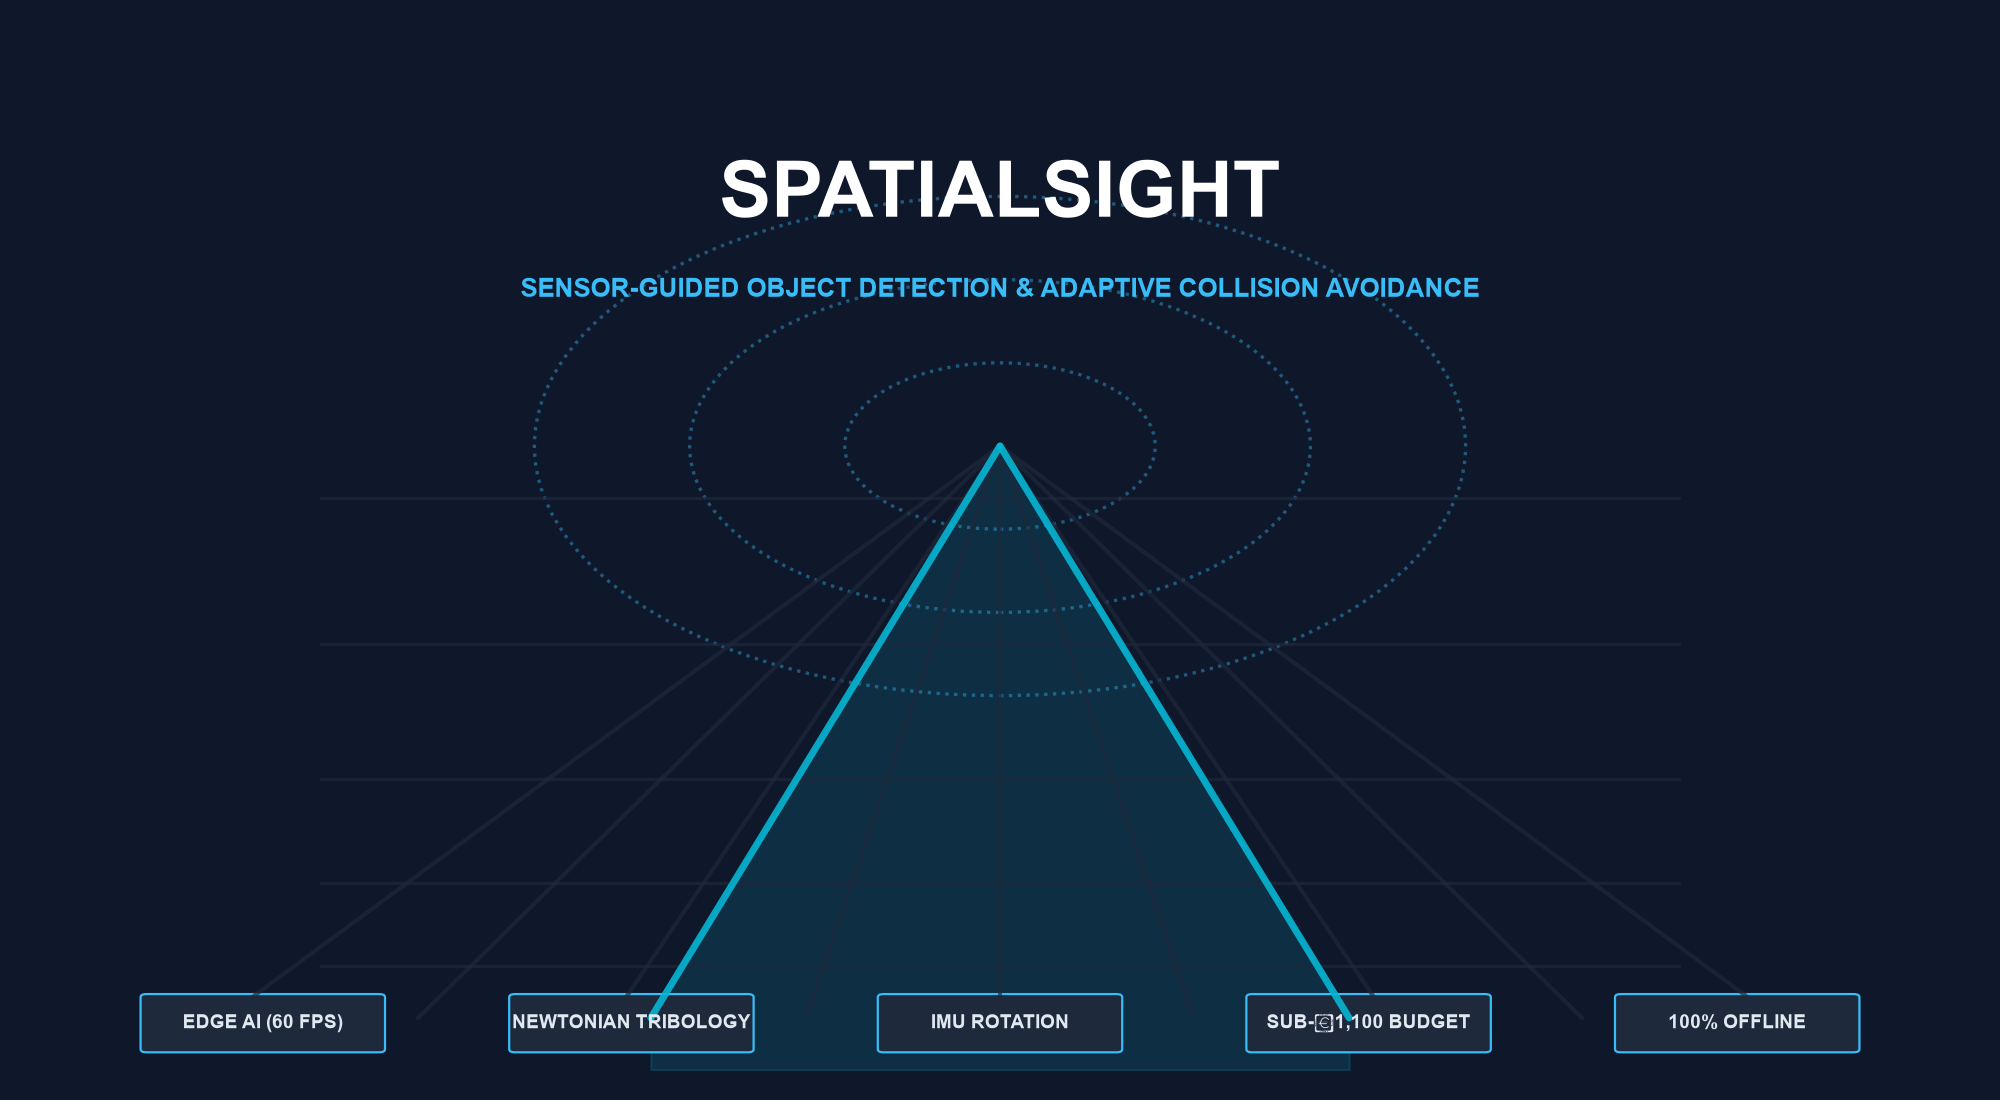 SPATIALSIGHT
SENSOR-GUIDED OBJECT DETECTION & ADAPTIVE COLLISION AVOIDANCE
EDGE AI (60 FPS)
NEWTONIAN TRIBOLOGY
IMU ROTATION
SUB-1,100 BUDGET
100% OFFLINE